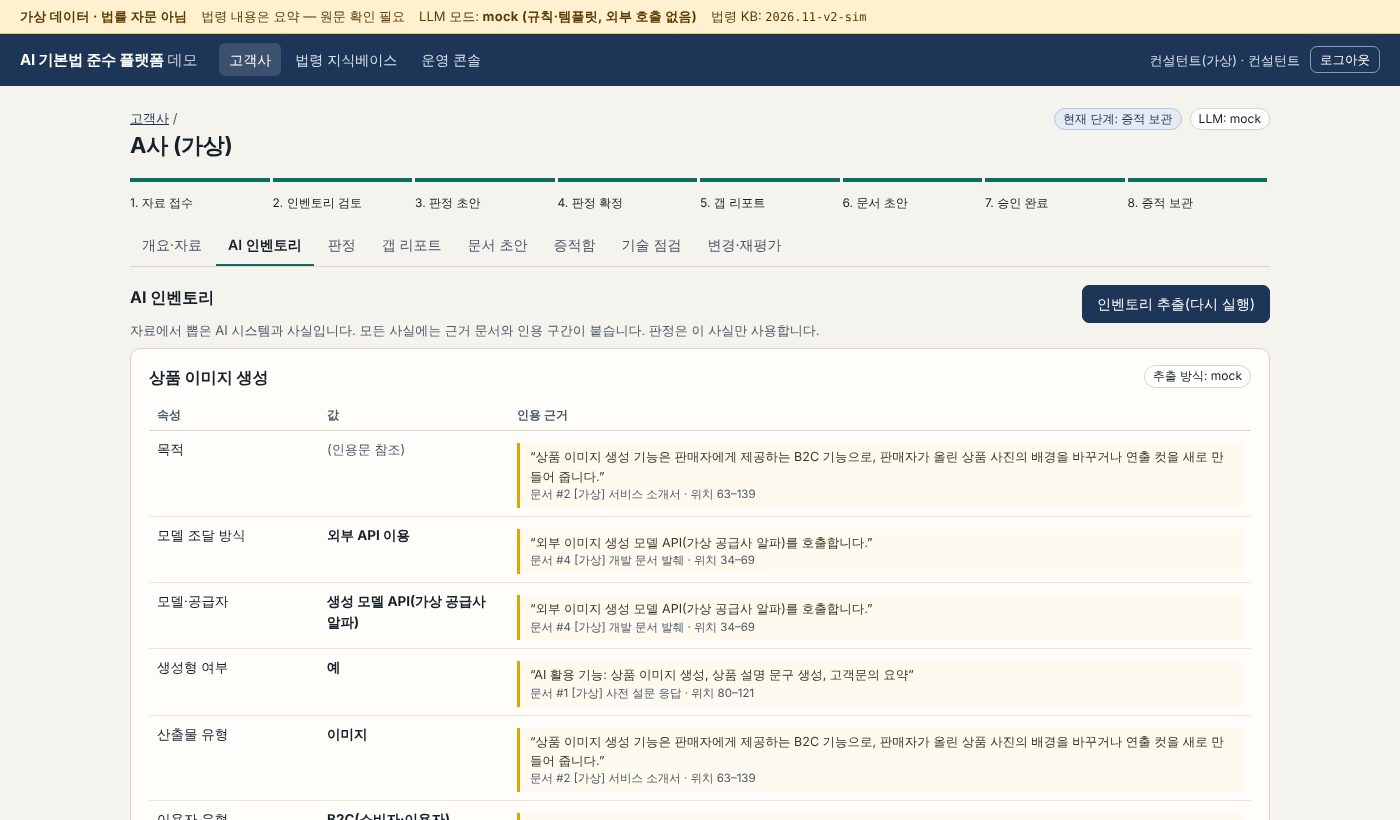 가상 데이터 · 법률 자문 아님 법령 내용은 요약 — 원문 확인 필요 LLM 모드: mock (규칙·템플릿, 외부 호출 없음) 법령 KB: 2026.11-v2-sim
AI 기본법 준수 플랫폼 데모 고객사 법령 지식베이스 운영 콘솔 컨설턴트(가상) · 컨설턴트 로그아웃
고객사 / 현재 단계: 증적 보관 LLM: mock
A사 (가상)
1. 자료 접수 2. 인벤토리 검토 3. 판정 초안 4. 판정 확정 5. 갭 리포트 6. 문서 초안 7. 승인 완료 8. 증적 보관
개요·자료 AI 인벤토리 판정 갭 리포트 문서 초안 증적함 기술 점검 변경·재평가
AI 인벤토리 인벤토리 추출(다시 실행)
자료에서 뽑은 AI 시스템과 사실입니다. 모든 사실에는 근거 문서와 인용 구간이 붙습니다. 판정은 이 사실만 사용합니다.
상품 이미지 생성 추출 방식: mock
속성 값 인용 근거
목적 (인용문 참조) “상품 이미지 생성 기능은 판매자에게 제공하는 B2C 기능으로, 판매자가 올린 상품 사진의 배경을 바꾸거나 연출 컷을 새로 만
들어 줍니다.”
문서 #2 [가상] 서비스 소개서 · 위치 63–139
모델 조달 방식 외부 API 이용 “외부 이미지 생성 모델 API(가상 공급사 알파)를 호출합니다.”
문서 #4 [가상] 개발 문서 발췌 · 위치 34–69
모델·공급자 생성 모델 API(가상 공급사 “외부 이미지 생성 모델 API(가상 공급사 알파)를 호출합니다.”
알파) 문서 #4 [가상] 개발 문서 발췌 · 위치 34–69
생성형 여부 예 “AI 활용 기능: 상품 이미지 생성, 상품 설명 문구 생성, 고객문의 요약”
문서 #1 [가상] 사전 설문 응답 · 위치 80–121
산출물 유형 이미지 “상품 이미지 생성 기능은 판매자에게 제공하는 B2C 기능으로, 판매자가 올린 상품 사진의 배경을 바꾸거나 연출 컷을 새로 만
들어 줍니다.”
문서 #2 [가상] 서비스 소개서 · 위치 63–139
이용자 유형 B2C(소비자·이용자)